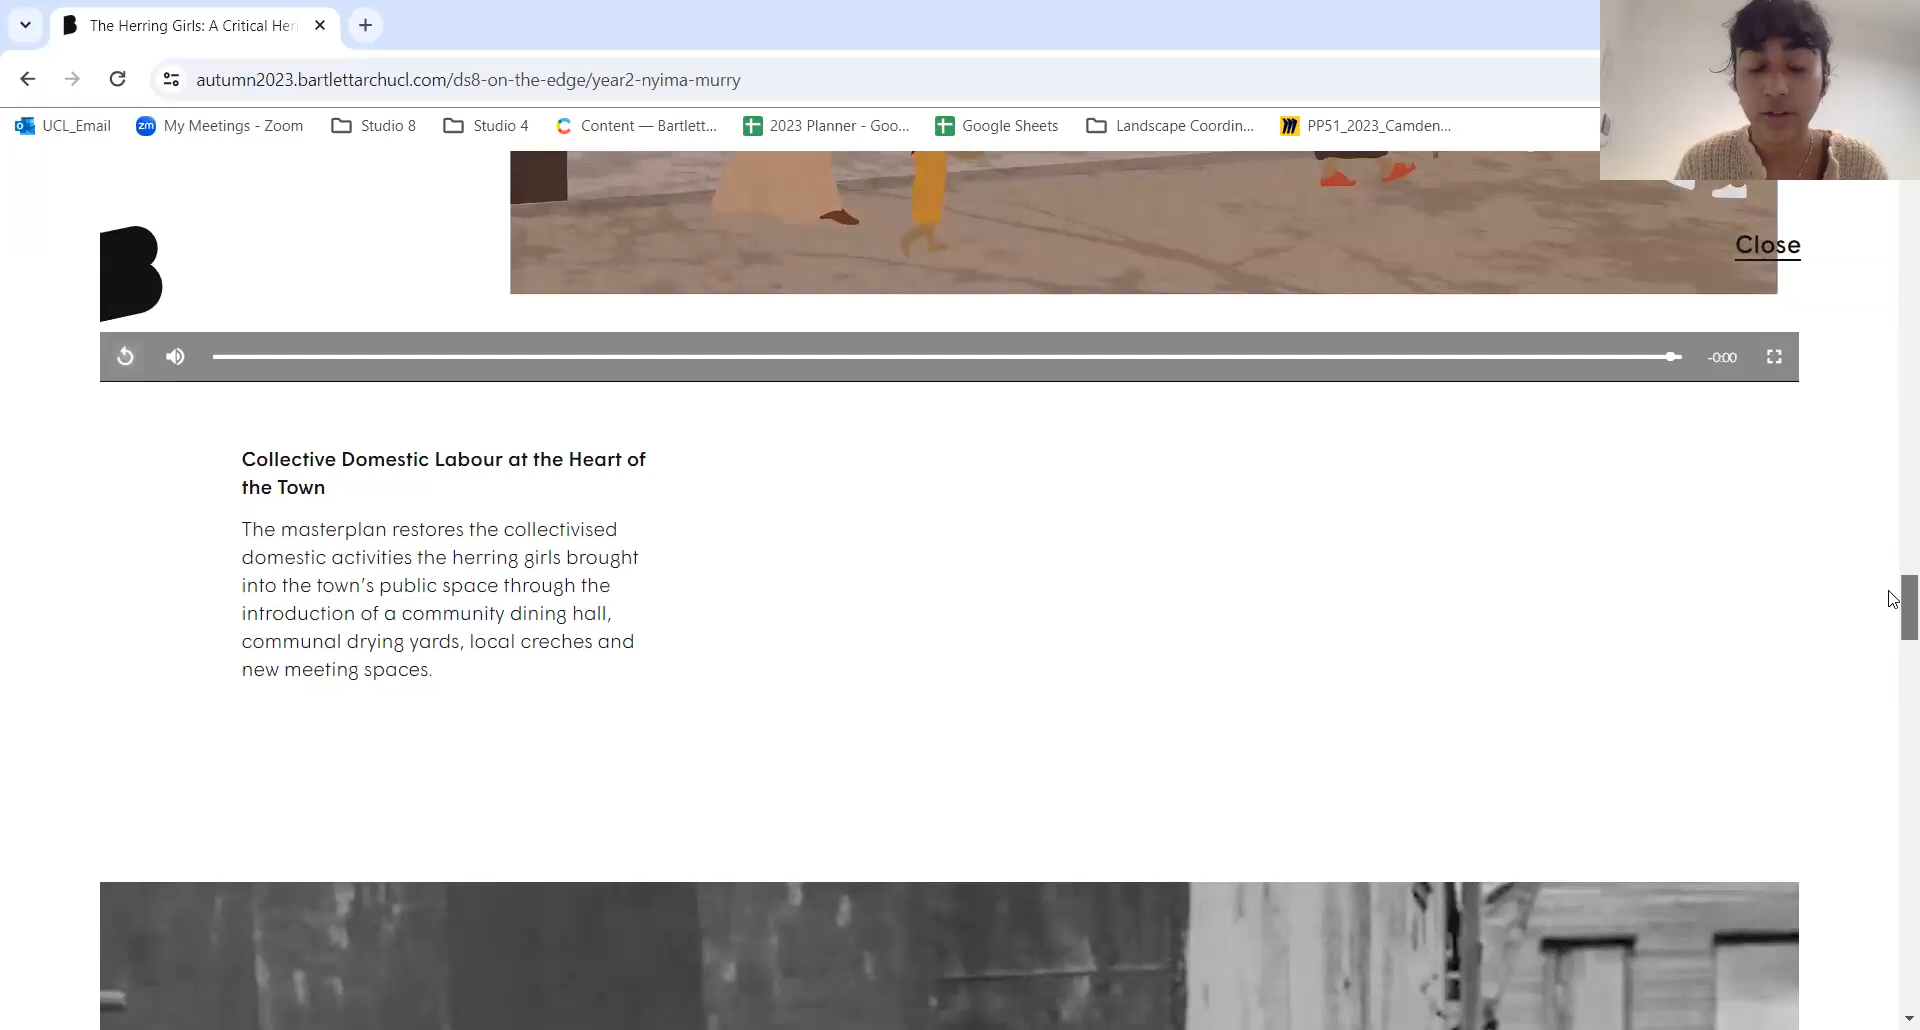 The Herring Girls: A Critical Her
autumn2023.bartlettarchucl.com/ds8-on-the-edge/year2-nyima-murry
UCL_Email
zm My Meetings - Zoom
Studio 8
Studio 4
Content — Bartlett...
2023 Planner - Goo...
Google Sheets
Landscape Coordin...
PP51_2023_Camden...
Close
-0:00
Collective Domestic Labour at the Heart of
the Town
The masterplan restores the collectivised
domestic activities the herring girls brought
into the town's public space through the
introduction of a community dining hall,
communal drying yards, local creches and
new meeting spaces.